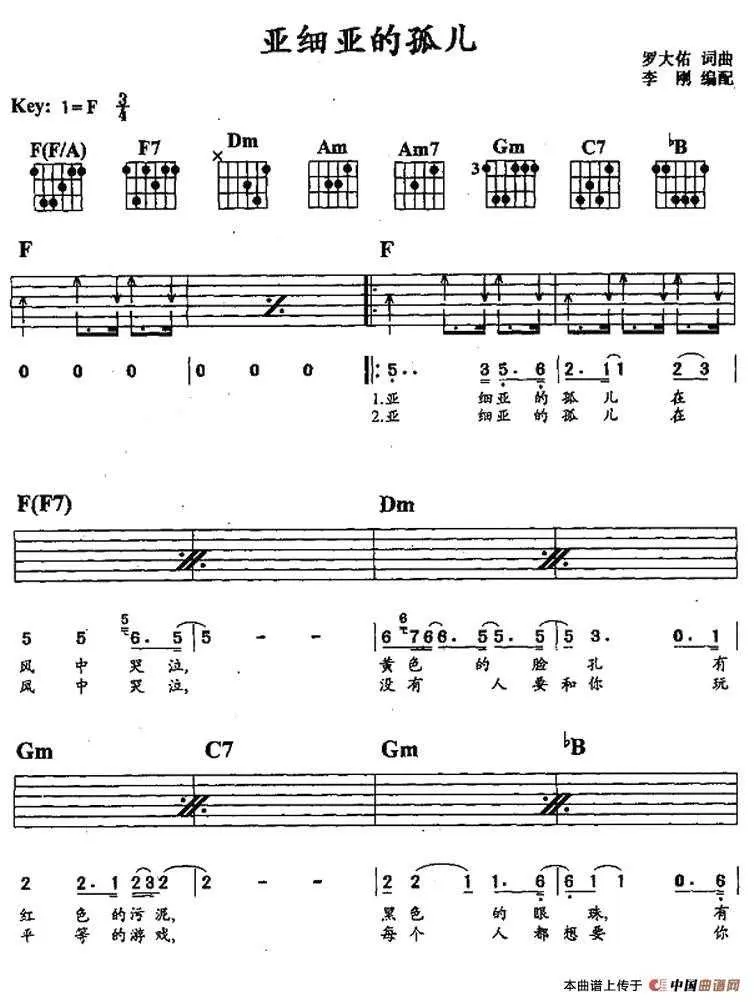 亚细亚的孤儿
罗大佑 词曲
李 刚 编配
Key: 1=F 3/4
F(F/A) F7 Dm Am Am7 Gm C7 ♭B
×
3
F F
0 0 0 | 0 0 0 |: 5·· 3 5· 6 | 2· 1 1 2 3
1.亚 细亚 的 孤 儿 在
2.亚 细亚 的 孤 儿 在
F(F7) Dm
5 5 5 6· 5 | 5 - - | 6 6 7 6 6· 5 5· 5 | 5 3· 0· 1
风 中 哭 泣, 黄 色 的 脸 孔 有
风 中 哭 泣, 没 有 人 要 和 你 玩
Gm C7 Gm ♭B
2 2· 1 2 3 2 | 2 - - | 2 2 1 1· 6 | 6 1 1 0· 6
红 色 的 污 泥, 黑 色 的 眼 珠, 有
平 等 的 游 戏, 每 个 人 都 想 要 你
本曲谱上传于 中国曲谱网